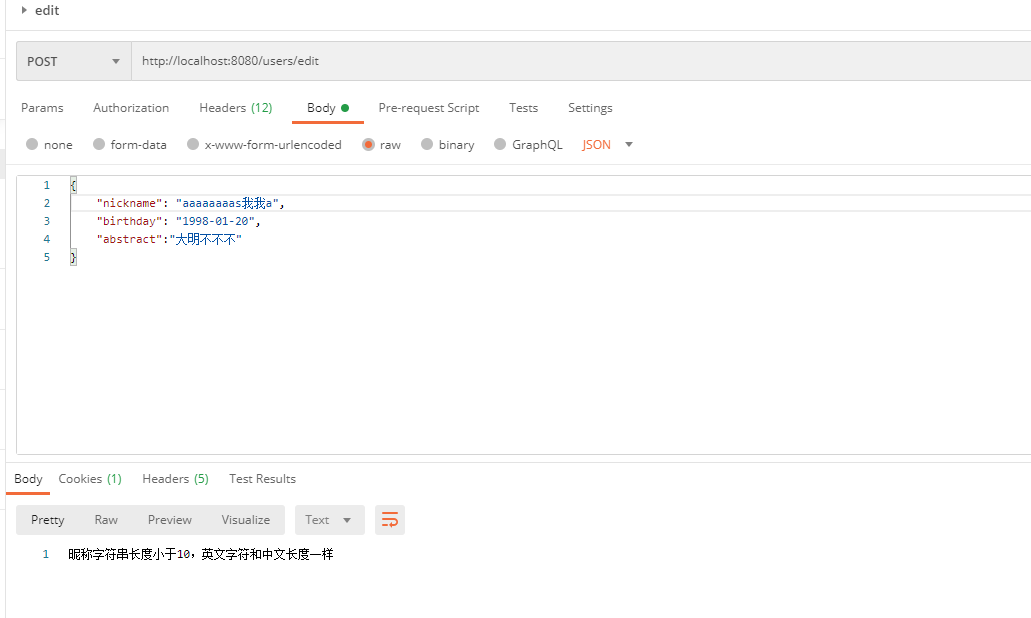 edit
POST http://localhost:8080/users/edit
Params Authorization Headers (12) Body Pre-request Script Tests Settings
none form-data x-www-form-urlencoded raw binary GraphQL JSON
1 {
2 "nickname": "aaaaaaaas我我a",
3 "birthday": "1998-01-20",
4 "abstract":"大明不不不"
5 }
Body Cookies (1) Headers (5) Test Results
Pretty Raw Preview Visualize Text
1 昵称字符串长度小于10，英文字符和中文长度一样